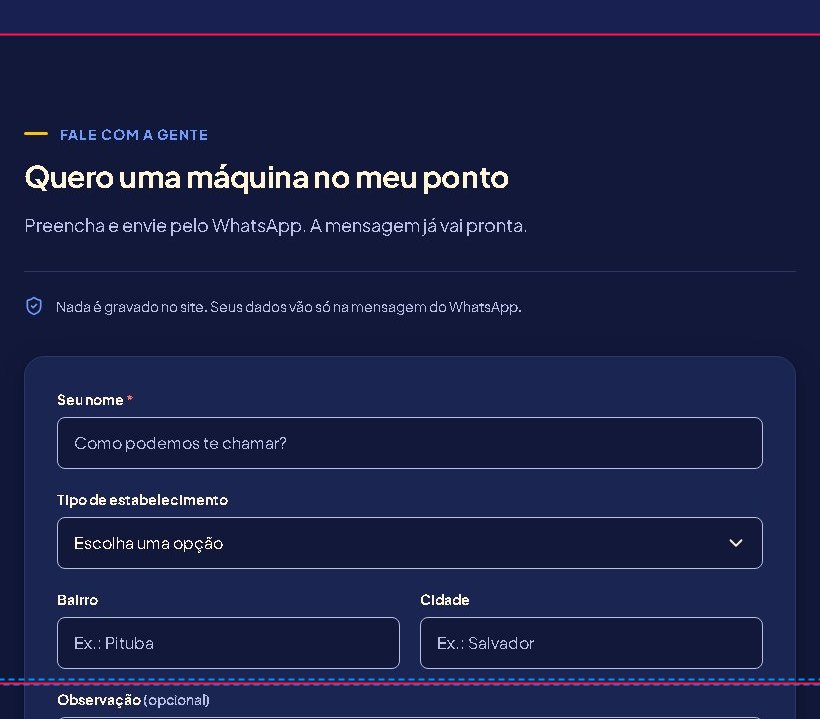 FALE COM A GENTE
Quero uma máquina no meu ponto
Preencha e envie pelo WhatsApp. A mensagem já vai pronta.
Nada é gravado no site. Seus dados vão só na mensagem do WhatsApp.
Seu nome *
Como podemos te chamar?
Tipo de estabelecimento
Escolha uma opção
Bairro Cidade
Ex.: Pituba Ex.: Salvador
Observação (opcional)